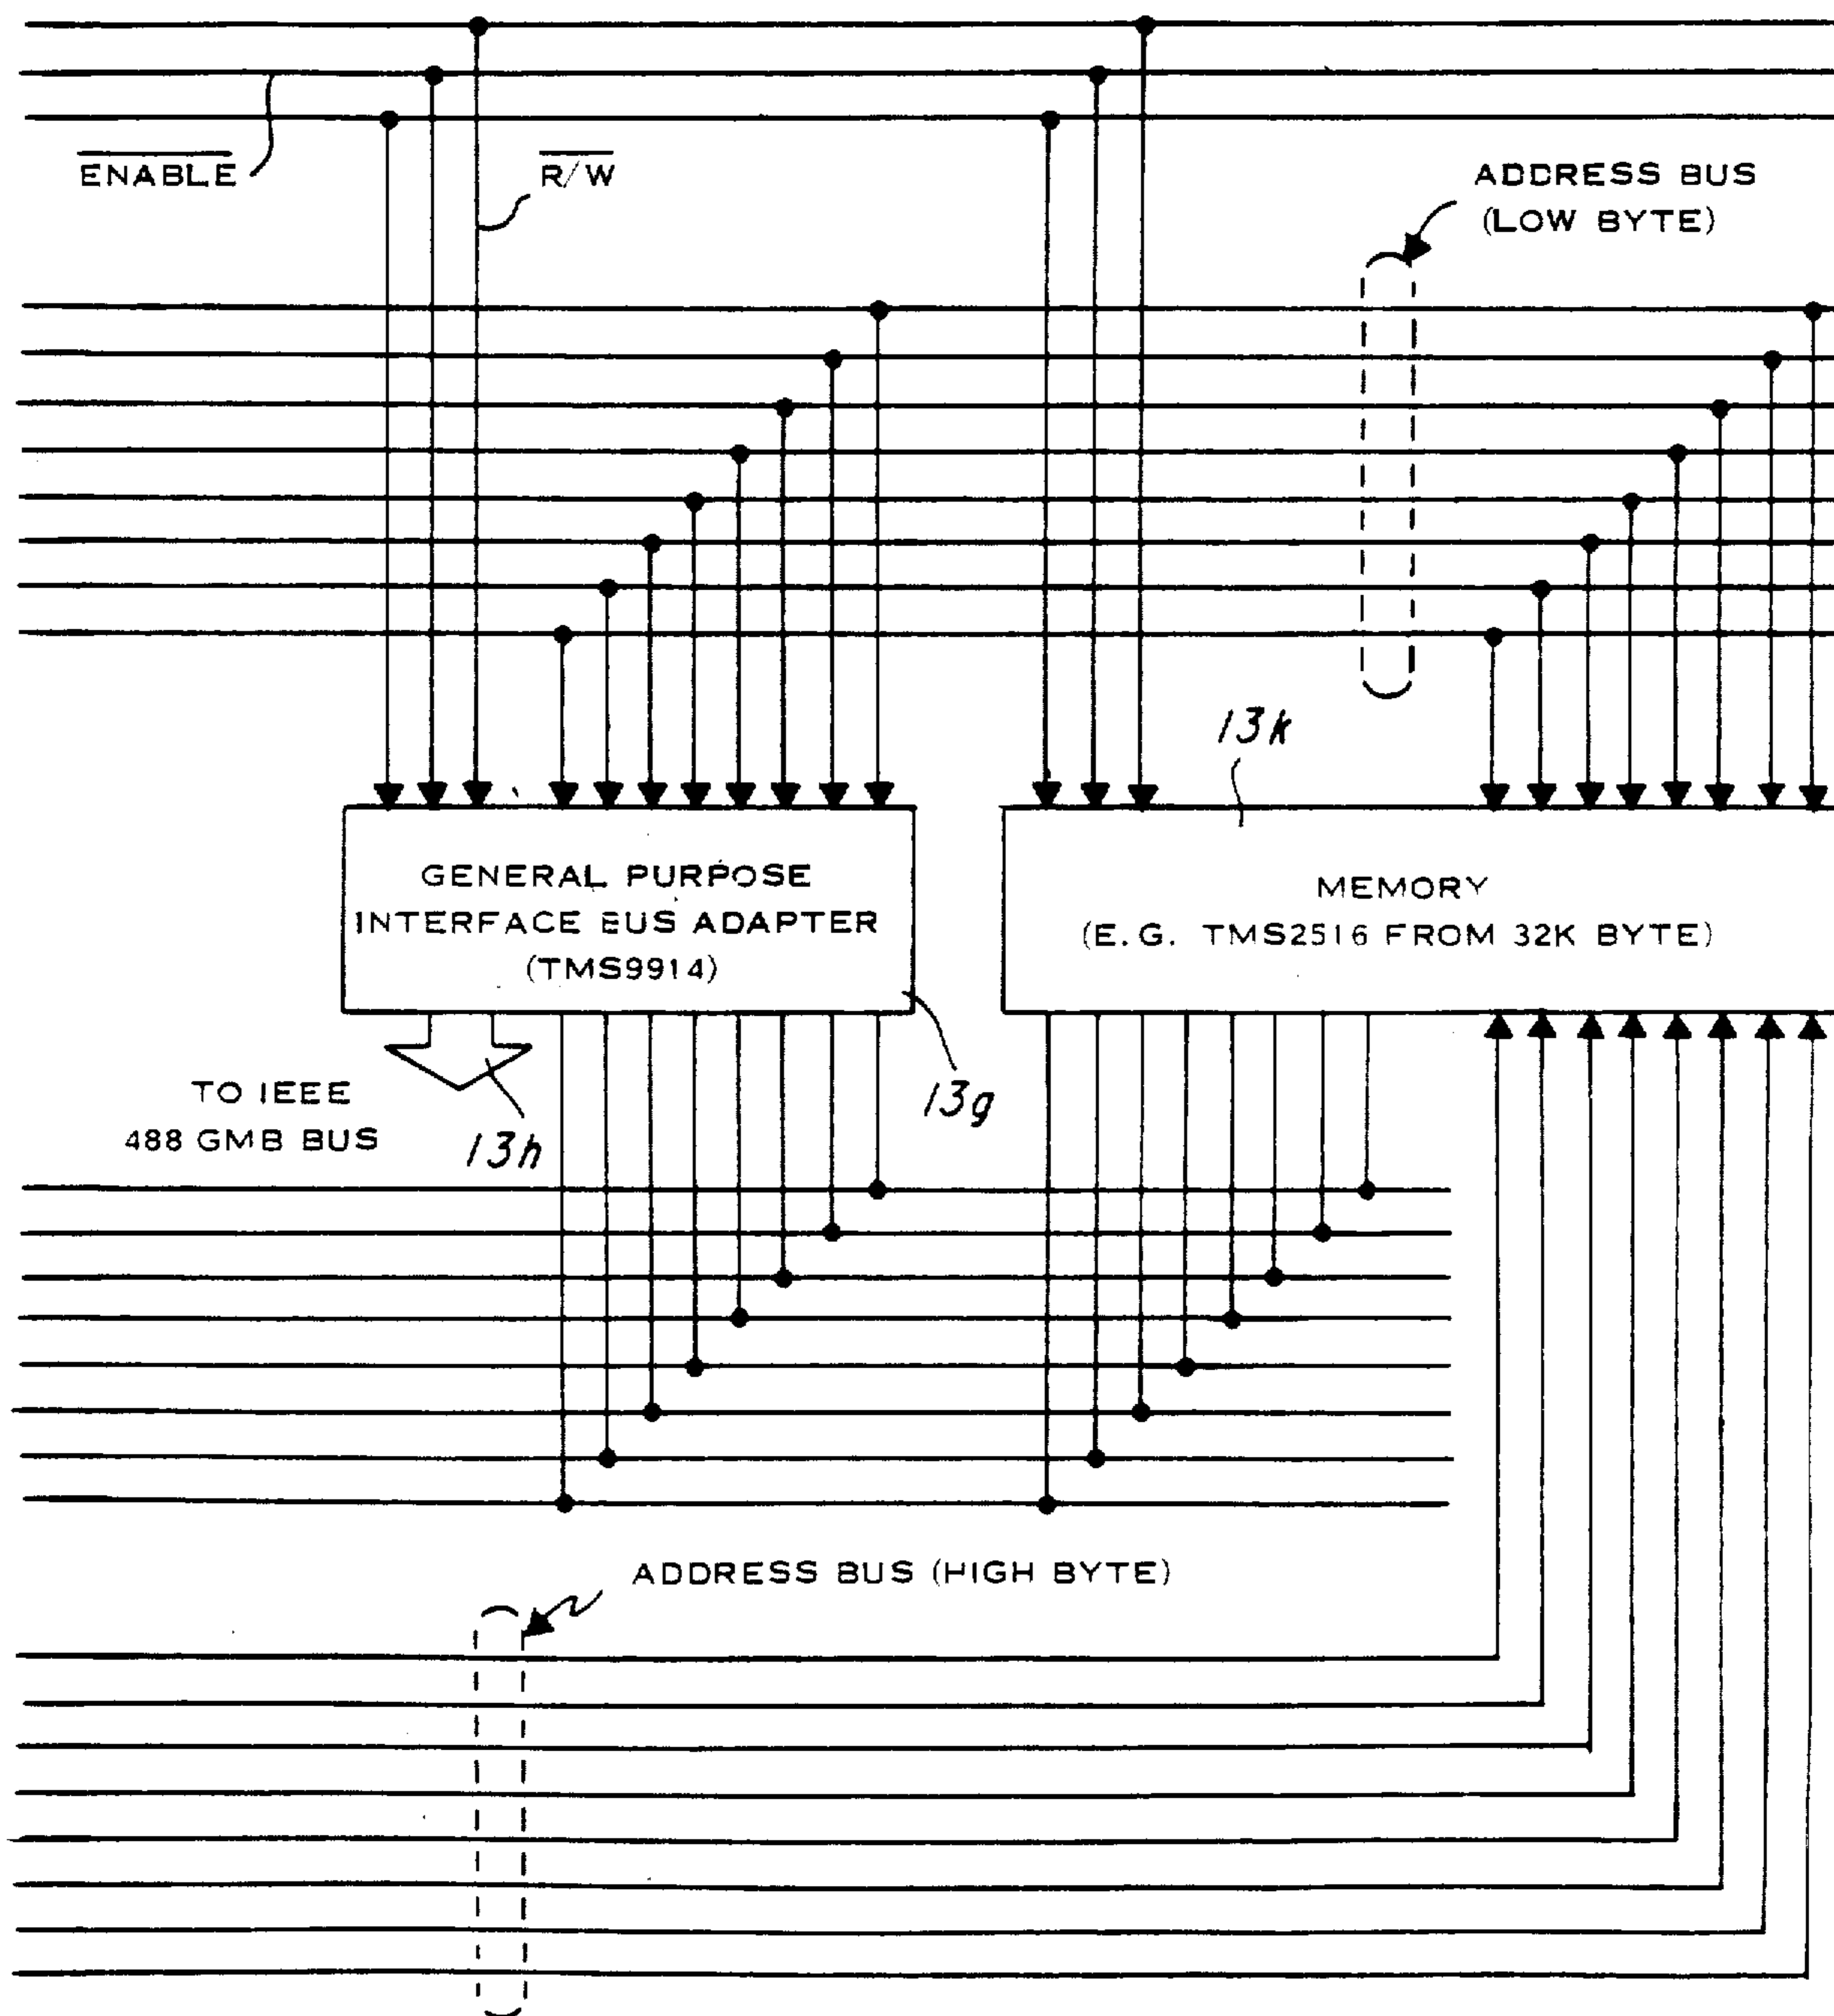 ENABLE
R/W
ADDRESS BUS
(LOW BYTE)
13k
GENERAL PURPOSE
INTERFACE BUS ADAPTER
(TMS9914)
MEMORY
(E.G. TMS2516 FROM 32K BYTE)
13g
TO IEEE
488 GMB BUS
13h
ADDRESS BUS (HIGH BYTE)